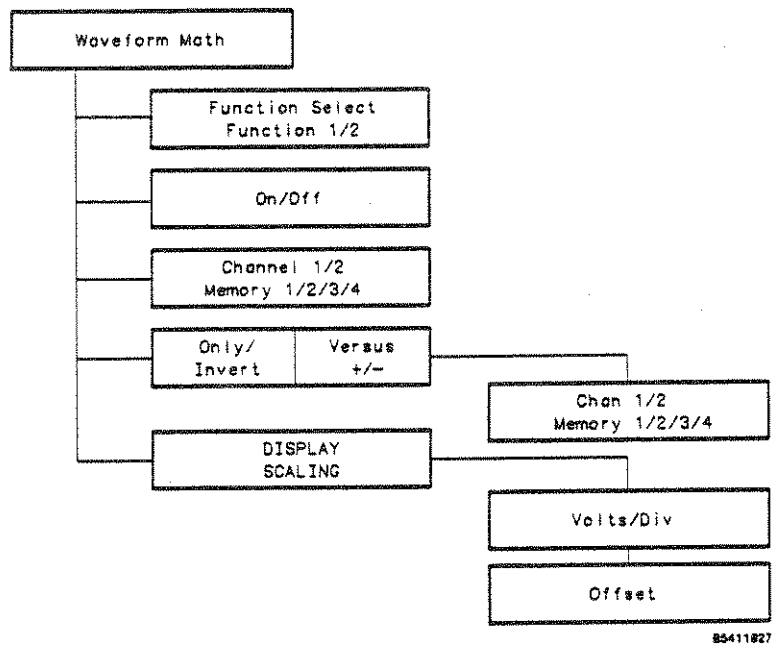 Waveform Math
Function Select
Function 1/2
On/Off
Channel 1/2
Memory 1/2/3/4
Only/
Invert
Versus
+/-
Chan 1/2
Memory 1/2/3/4
DISPLAY
SCALING
Volts/Div
Offset
85411827